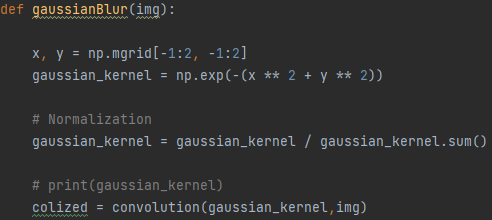 def gaussianBlur(img):
x, y = np.mgrid[-1:2, -1:2]
gaussian_kernel = np.exp(-(x ** 2 + y ** 2))
# Normalization
gaussian_kernel = gaussian_kernel / gaussian_kernel.sum()
# print(gaussian_kernel)
colized = convolution(gaussian_kernel,img)